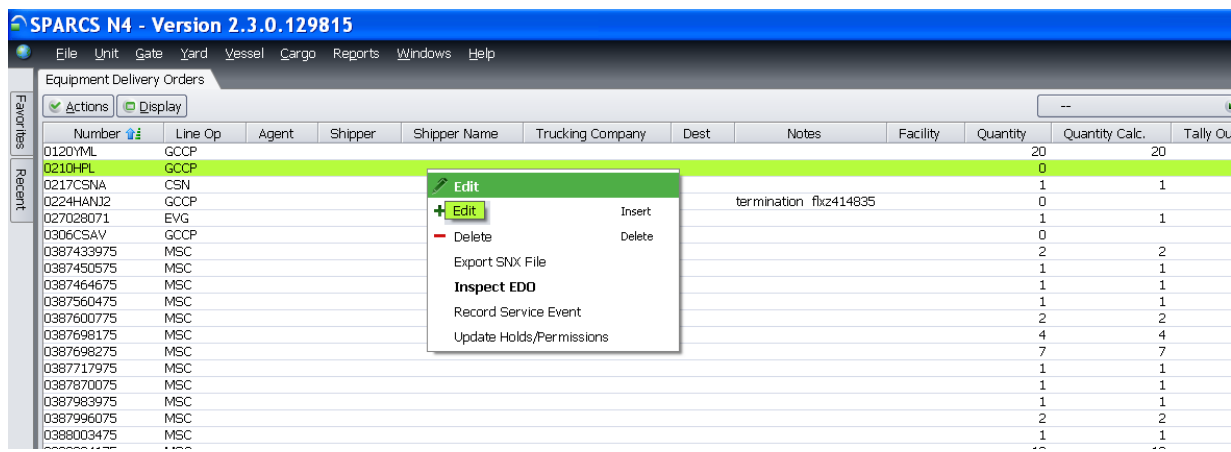 SPARCS N4 - Version 2.3.0.129815
File Unit Gate Yard Vessel Cargo Reports Windows Help
Equipment Delivery Orders
Favorites
Recent
Actions Display --
Number Line Op Agent Shipper Shipper Name Trucking Company Dest Notes Facility Quantity Quantity Calc. Tally Ou
0120YML GCCP 20 20
0210HPL GCCP 0
0217CSNA CSN 1 1
0224HANJ2 GCCP termination flxz414835 0
027028071 EVG 1 1
0306CSAV GCCP 0
0387433975 MSC 2 2
0387450575 MSC 1 1
0387464675 MSC 1 1
0387560475 MSC 1 1
0387600775 MSC 2 2
0387698175 MSC 4 4
0387698275 MSC 7 7
0387717975 MSC 1 1
0387870075 MSC 1 1
0387983975 MSC 1 1
0387996075 MSC 2 2
0388003475 MSC 1 1
Edit
Edit Insert
Delete Delete
Export SNX File
Inspect EDO
Record Service Event
Update Holds/Permissions